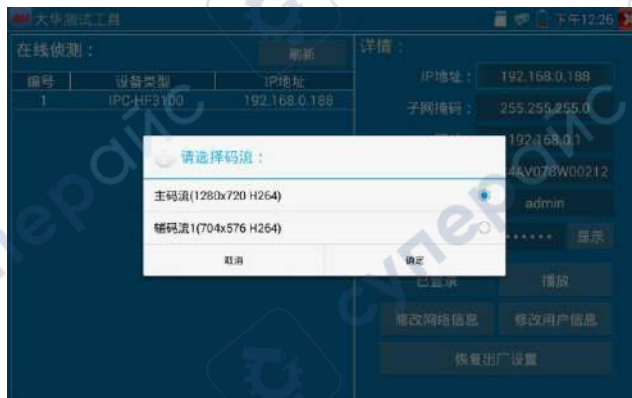 大华测试工具
下午12:26
在线侦测：
刷新
详情：
编号 设备类型 IP地址
1 IPC-HF3100 192.168.0.188
IP地址： 192.168.0.188
子网掩码： 255.255.255.0
192.168.0.1
4AV078W00212
admin
•••••• 显示
请选择码流：
主码流(1280x720 H264)
辅码流1(704x576 H264)
取消 确定
已登录 播放
修改网络信息 修改用户信息
恢复出厂设置